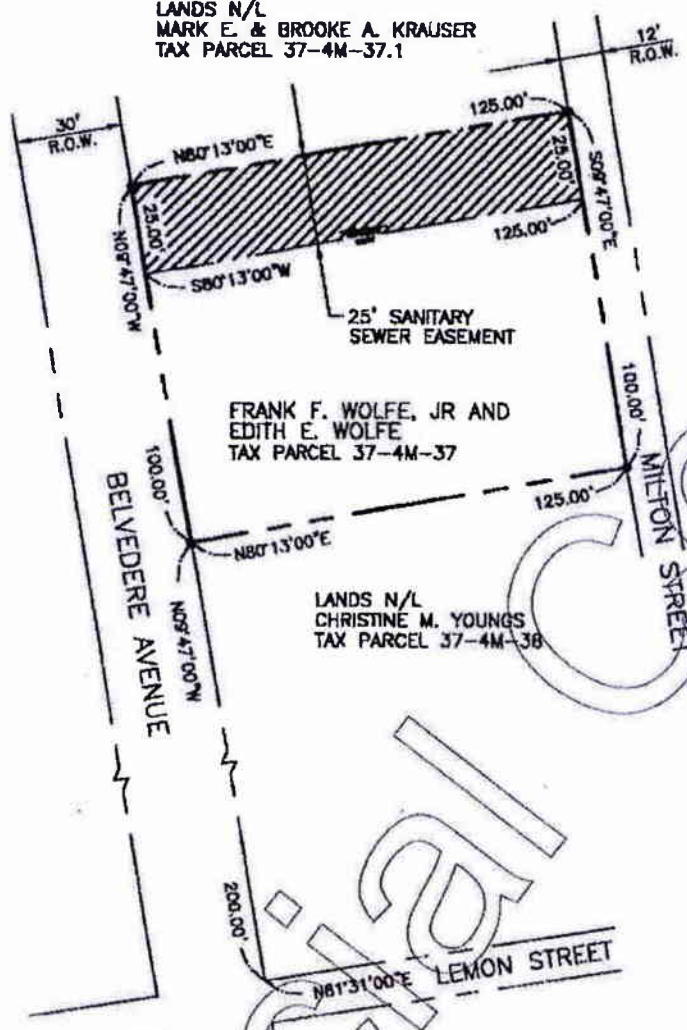 LANDS N/L
MARK E. & BROOKE A. KRAUSER
TAX PARCEL 37-4M-37.1
12'
R.O.W.
30'
R.O.W.
125.00'
N80°13'00"E
25.00'
25.00'
S09°47'00"E
N09°47'00"W
125.00'
S80°13'00"W
25' SANITARY
SEWER EASEMENT
100.00'
FRANK F. WOLFE, JR AND
EDITH E. WOLFE
TAX PARCEL 37-4M-37
100.00'
125.00'
MILTON STREET
N80°13'00"E
BELVEDERE AVENUE
LANDS N/L
CHRISTINE M. YOUNGS
TAX PARCEL 37-4M-38
N09°47'00"W
200.00'
N81°31'00"E
LEMON STREET